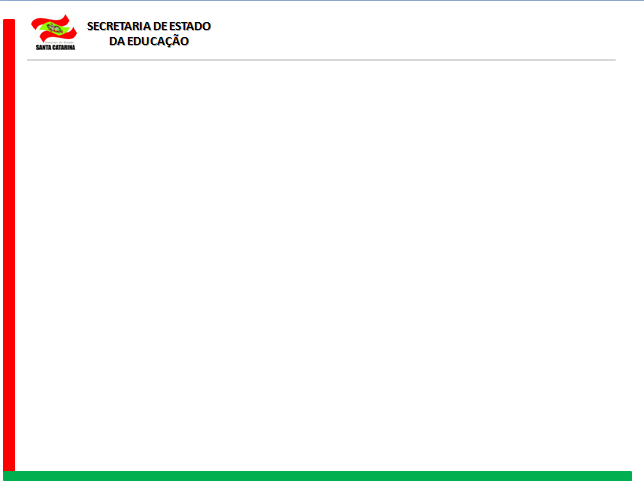 SECRETARIA DE ESTADO
DA EDUCAÇÃO
SANTA CATARINA